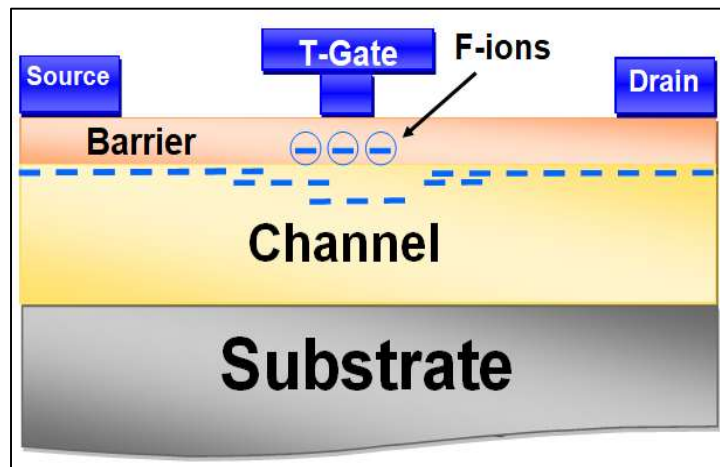 Source
T-Gate
F-ions
Drain
Barrier
Channel
Substrate